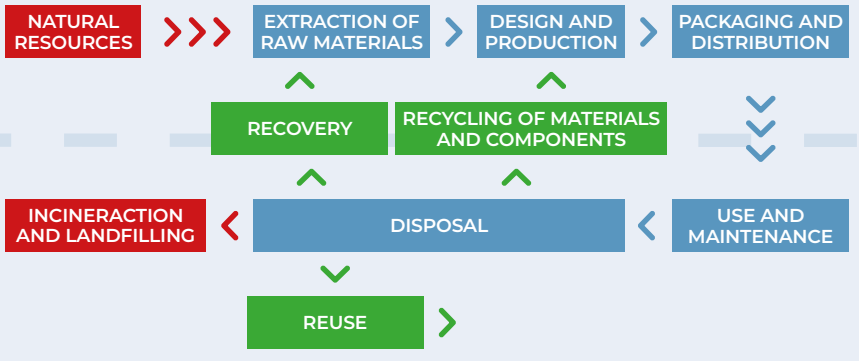 NATURAL
RESOURCES
EXTRACTION OF
RAW MATERIALS
DESIGN AND
PRODUCTION
PACKAGING AND
DISTRIBUTION
RECOVERY
RECYCLING OF MATERIALS
AND COMPONENTS
INCINERACTION
AND LANDFILLING
DISPOSAL
USE AND
MAINTENANCE
REUSE